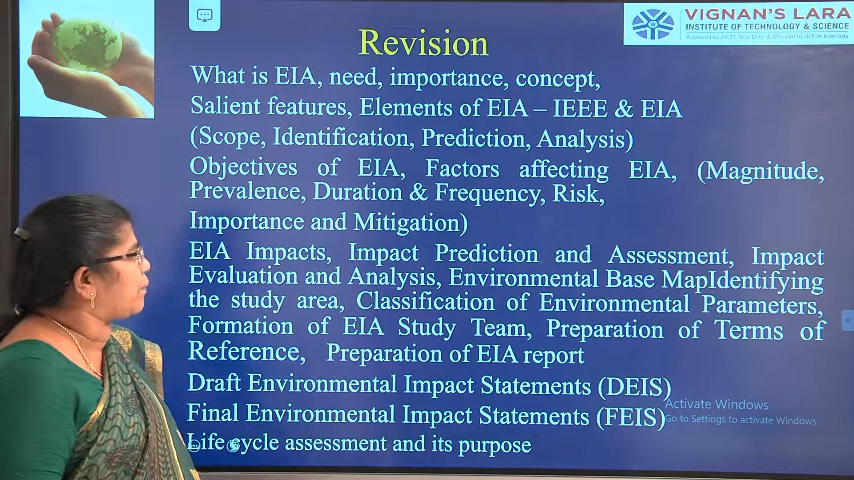 VIGNAN'S LARA
INSTITUTE OF TECHNOLOGY & SCIENCE
Revision
What is EIA, need, importance, concept,
Salient features, Elements of EIA – IEEE & EIA
(Scope, Identification, Prediction, Analysis)
Objectives of EIA, Factors affecting EIA, (Magnitude,
Prevalence, Duration & Frequency, Risk,
Importance and Mitigation)
EIA Impacts, Impact Prediction and Assessment, Impact
Evaluation and Analysis, Environmental Base MapIdentifying
the study area, Classification of Environmental Parameters,
Formation of EIA Study Team, Preparation of Terms of
Reference, Preparation of EIA report
Draft Environmental Impact Statements (DEIS)
Final Environmental Impact Statements (FEIS)
Life cycle assessment and its purpose
Activate Windows
Go to Settings to activate Windows